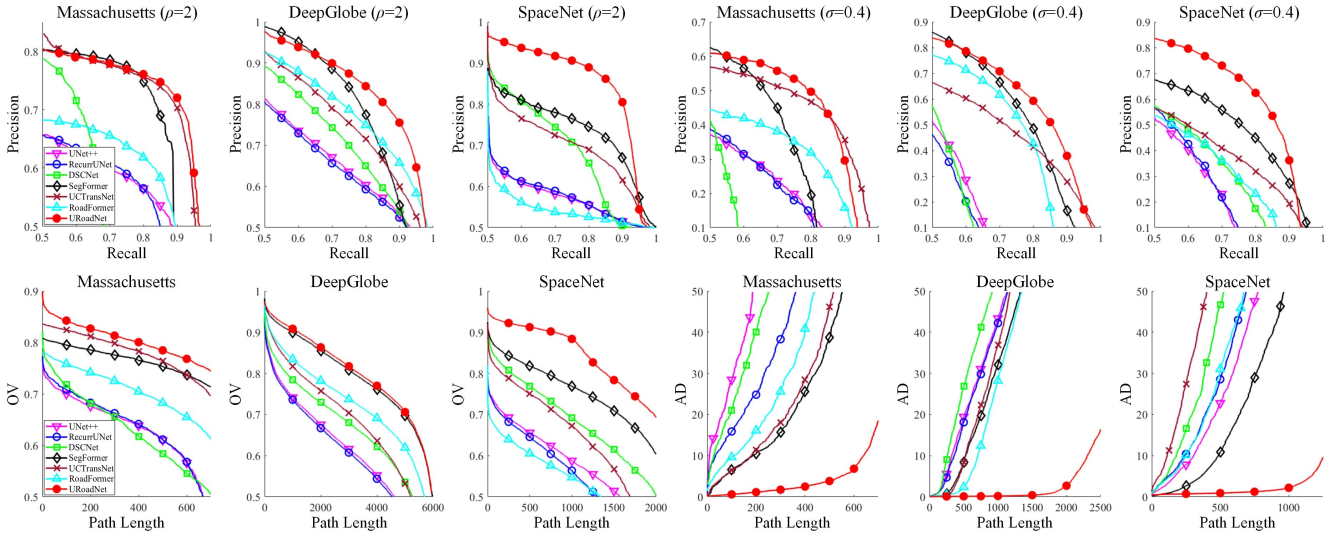 Massachusetts (ρ=2)
DeepGlobe (ρ=2)
SpaceNet (ρ=2)
Massachusetts (σ=0.4)
DeepGlobe (σ=0.4)
SpaceNet (σ=0.4)
Precision
0.8
0.7
0.6
0.5
UNet++
RecurrUNet
DSCNet
SegFormer
UCTransNet
RoadFormer
URoadNet
0.5 0.6 0.7 0.8 0.9 1
Recall
Precision
1
0.9
0.8
0.7
0.6
0.5
0.5 0.6 0.7 0.8 0.9 1
Recall
Precision
1
0.9
0.8
0.7
0.6
0.5
0.5 0.6 0.7 0.8 0.9 1
Recall
Precision
0.7
0.6
0.5
0.4
0.3
0.2
0.1
0.5 0.6 0.7 0.8 0.9 1
Recall
Precision
0.9
0.8
0.7
0.6
0.5
0.4
0.3
0.2
0.1
0.5 0.6 0.7 0.8 0.9 1
Recall
Precision
0.9
0.8
0.7
0.6
0.5
0.4
0.3
0.2
0.1
0.5 0.6 0.7 0.8 0.9 1
Recall
Massachusetts
DeepGlobe
SpaceNet
Massachusetts
DeepGlobe
SpaceNet
OV
0.9
0.8
0.7
0.6
0.5
UNet++
RecurrUNet
DSCNet
SegFormer
UCTransNet
RoadFormer
URoadNet
0 200 400 600
Path Length
OV
1
0.9
0.8
0.7
0.6
0.5
0 2000 4000 6000
Path Length
OV
1
0.9
0.8
0.7
0.6
0.5
0 500 1000 1500 2000
Path Length
AD
50
40
30
20
10
0
0 200 400 600
Path Length
AD
50
40
30
20
10
0
0 500 1000 1500 2000 2500
Path Length
AD
50
40
30
20
10
0
0 500 1000
Path Length